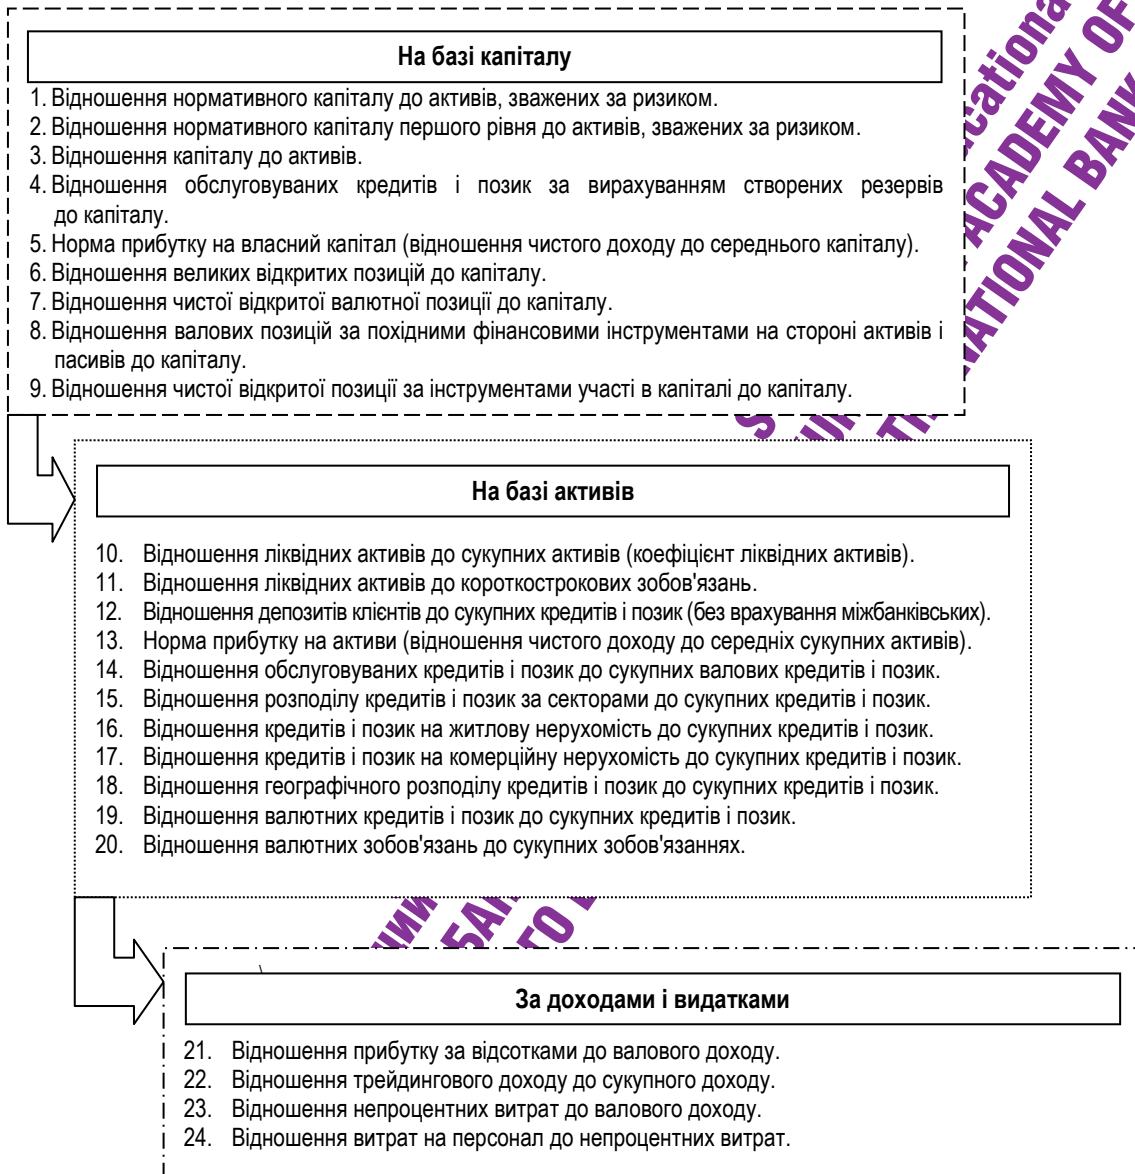 На базі капіталу
1. Відношення нормативного капіталу до активів, зважених за ризиком.
2. Відношення нормативного капіталу першого рівня до активів, зважених за ризиком.
3. Відношення капіталу до активів.
4. Відношення обслуговуваних кредитів і позик за вирахуванням створених резервів
до капіталу.
5. Норма прибутку на власний капітал (відношення чистого доходу до середнього капіталу).
6. Відношення великих відкритих позицій до капіталу.
7. Відношення чистої відкритої валютної позиції до капіталу.
8. Відношення валових позицій за похідними фінансовими інструментами на стороні активів і
пасивів до капіталу.
9. Відношення чистої відкритої позиції за інструментами участі в капіталі до капіталу.
ACADEMY OF
NATIONAL BANK
На базі активів
10. Відношення ліквідних активів до сукупних активів (коефіцієнт ліквідних активів).
11. Відношення ліквідних активів до короткострокових зобов'язань.
12. Відношення депозитів клієнтів до сукупних кредитів і позик (без врахування міжбанківських).
13. Норма прибутку на активи (відношення чистого доходу до середніх сукупних активів).
14. Відношення обслуговуваних кредитів і позик до сукупних валових кредитів і позик.
15. Відношення розподілу кредитів і позик за секторами до сукупних кредитів і позик.
16. Відношення кредитів і позик на житлову нерухомість до сукупних кредитів і позик.
17. Відношення кредитів і позик на комерційну нерухомість до сукупних кредитів і позик.
18. Відношення географічного розподілу кредитів і позик до сукупних кредитів і позик.
19. Відношення валютних кредитів і позик до сукупних кредитів і позик.
20. Відношення валютних зобов'язань до сукупних зобов'язаннях.
За доходами і видатками
21. Відношення прибутку за відсотками до валового доходу.
22. Відношення трейдингового доходу до сукупного доходу.
23. Відношення непроцентних витрат до валового доходу.
24. Відношення витрат на персонал до непроцентних витрат.